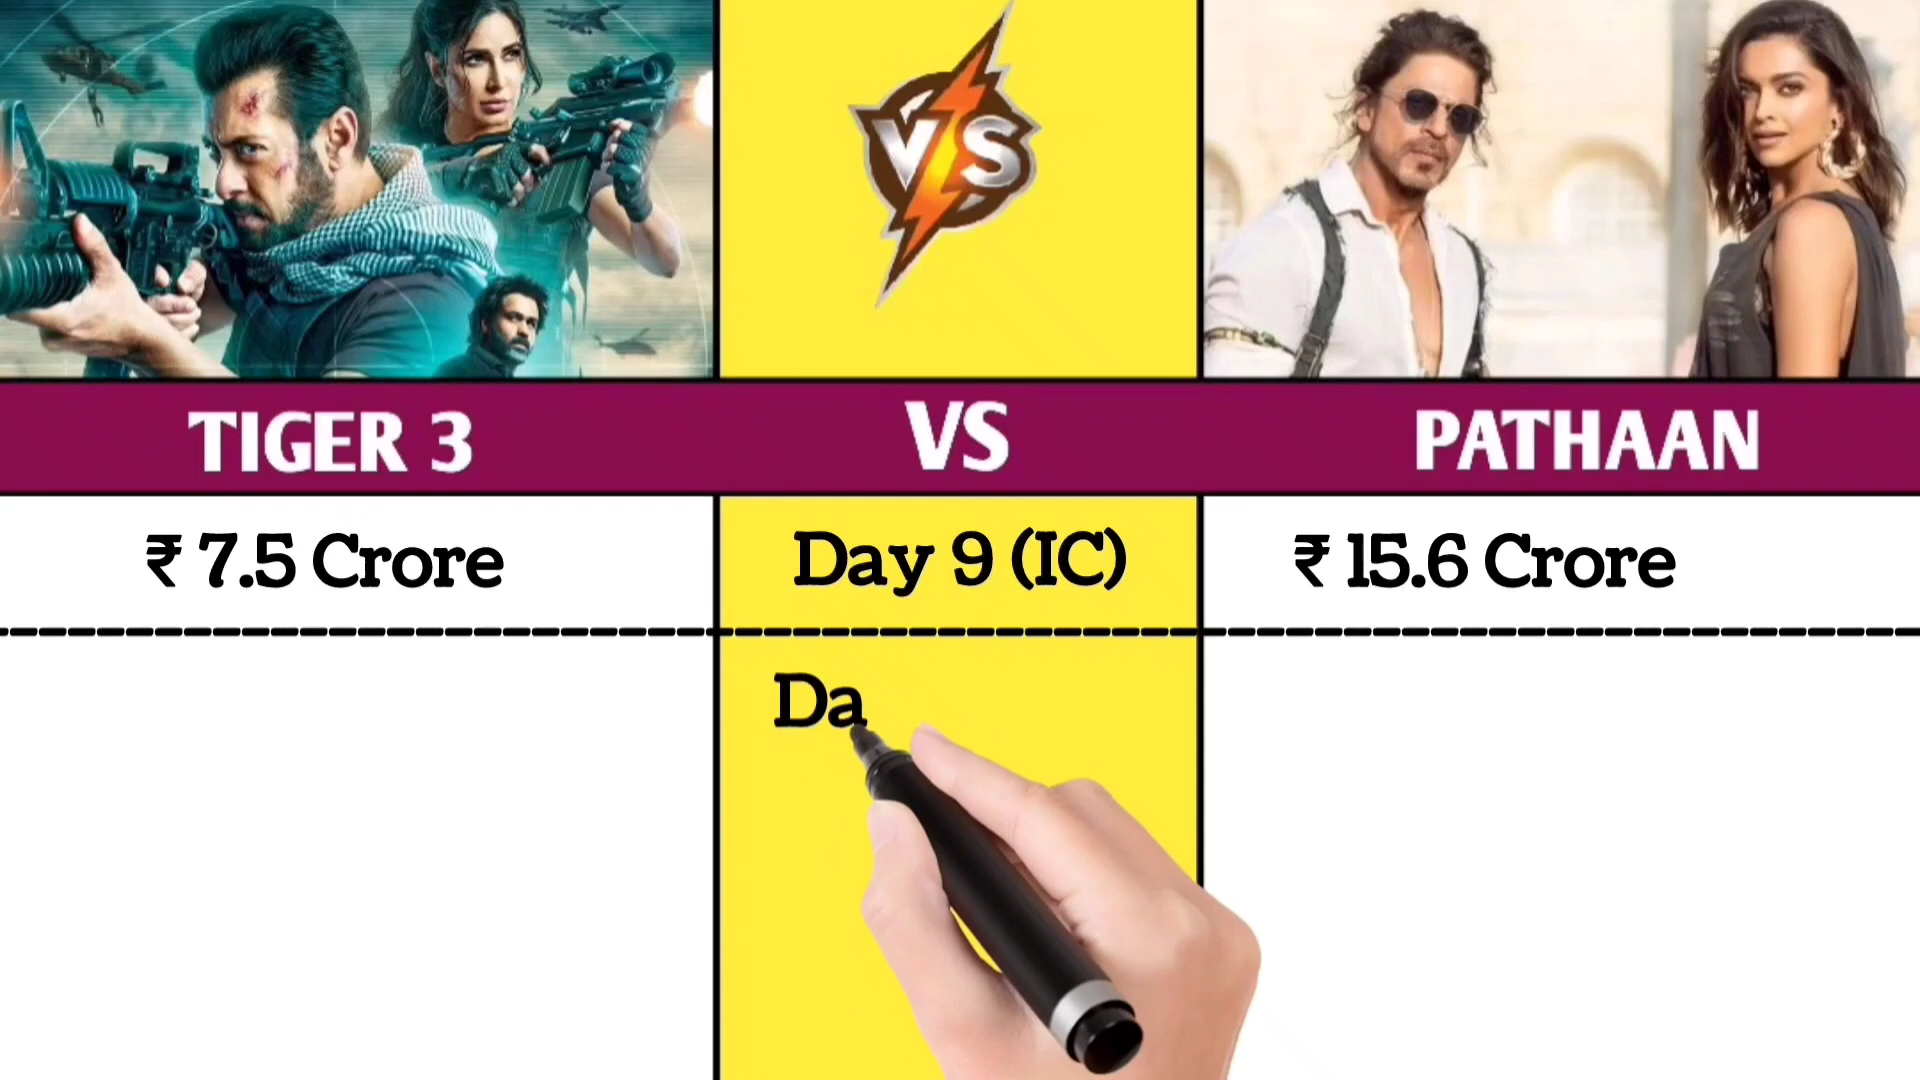 VS
TIGER 3 VS PATHAAN
₹ 7.5 Crore Day 9 (IC) ₹ 15.6 Crore
Da